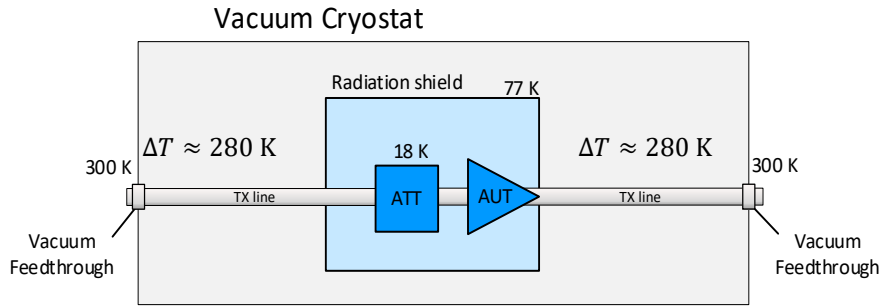 Vacuum Cryostat
Radiation shield
77 K
ΔT ≈ 280 K
18 K
ΔT ≈ 280 K
300 K
300 K
TX line
ATT
AUT
TX line
Vacuum
Feedthrough
Vacuum
Feedthrough